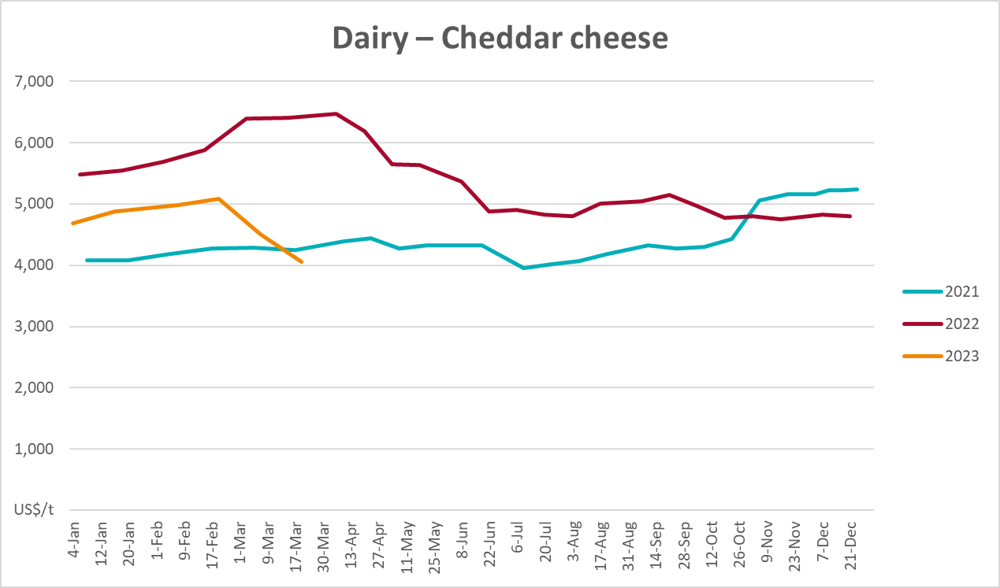 Dairy – Cheddar cheese
7,000
6,000
5,000
4,000
3,000
2,000
1,000
US$/t
4-Jan
12-Jan
20-Jan
1-Feb
9-Feb
17-Feb
1-Mar
9-Mar
17-Mar
30-Mar
13-Apr
27-Apr
11-May
25-May
8-Jun
22-Jun
6-Jul
20-Jul
3-Aug
17-Aug
31-Aug
14-Sep
28-Sep
12-Oct
26-Oct
9-Nov
23-Nov
7-Dec
21-Dec
2021
2022
2023